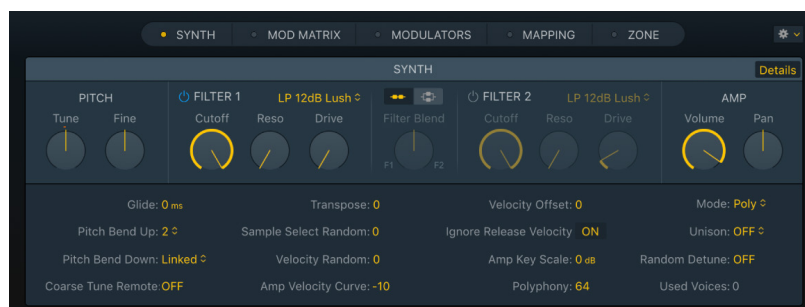 SYNTH MOD MATRIX MODULATORS MAPPING ZONE
SYNTH Details
PITCH FILTER 1 LP 12dB Lush FILTER 2 LP 12dB Lush AMP
Tune Fine Cutoff Reso Drive Filter Blend Cutoff Reso Drive Volume Pan
F1 F2
Glide: 0 ms Transpose: 0 Velocity Offset: 0 Mode: Poly
Pitch Bend Up: 2 Sample Select Random: 0 Ignore Release Velocity ON Unison: OFF
Pitch Bend Down: Linked Velocity Random: 0 Amp Key Scale: 0 dB Random Detune: OFF
Coarse Tune Remote:OFF Amp Velocity Curve: -10 Polyphony: 64 Used Voices: 0